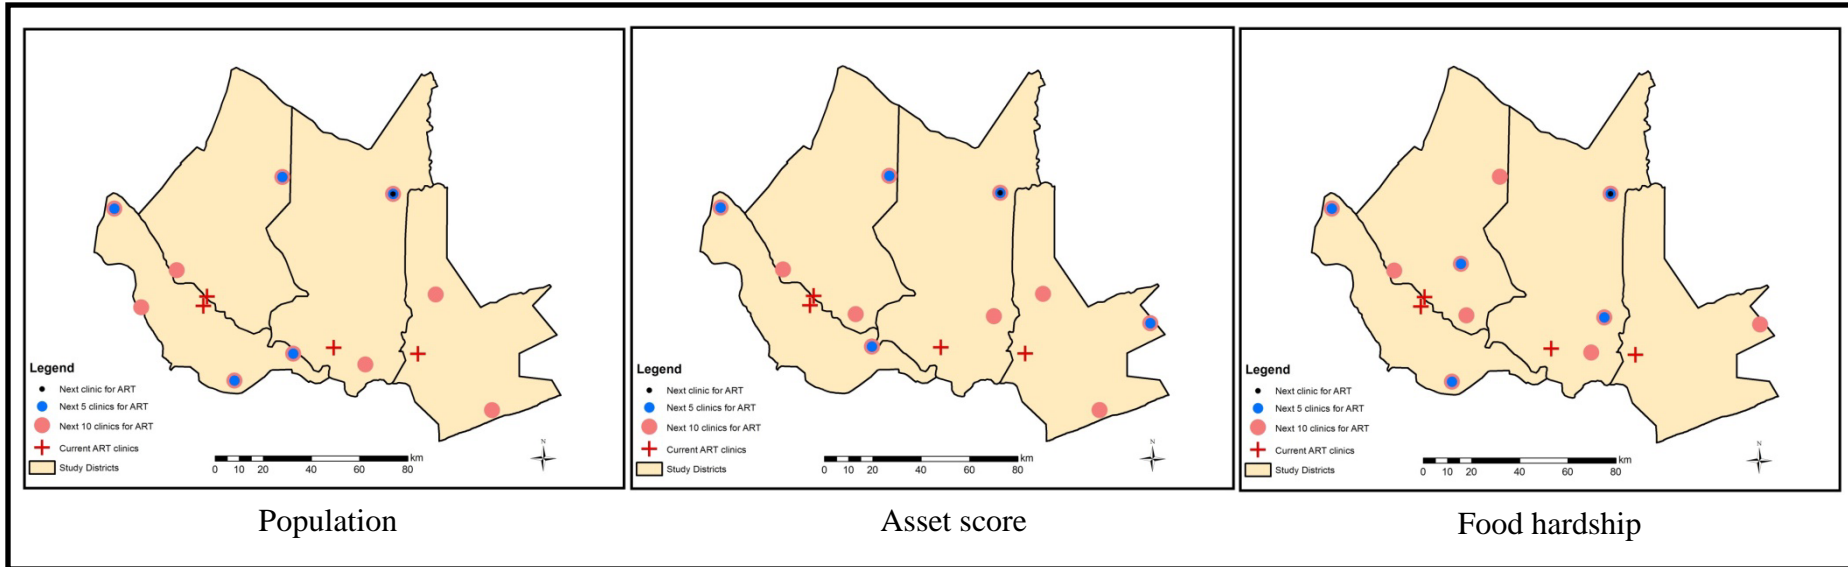 Legend
Next clinic for ART
Next 5 clinics for ART
Next 10 clinics for ART
Current ART clinics
Study Districts
km
0 10 20 40 60 80
N
Population
Legend
Next clinic for ART
Next 5 clinics for ART
Next 10 clinics for ART
Current ART clinics
Study Districts
km
0 10 20 40 60 80
N
Asset score
Legend
Next clinic for ART
Next 5 clinics for ART
Next 10 clinics for ART
Current ART clinics
Study Districts
km
0 10 20 40 60 80
N
Food hardship